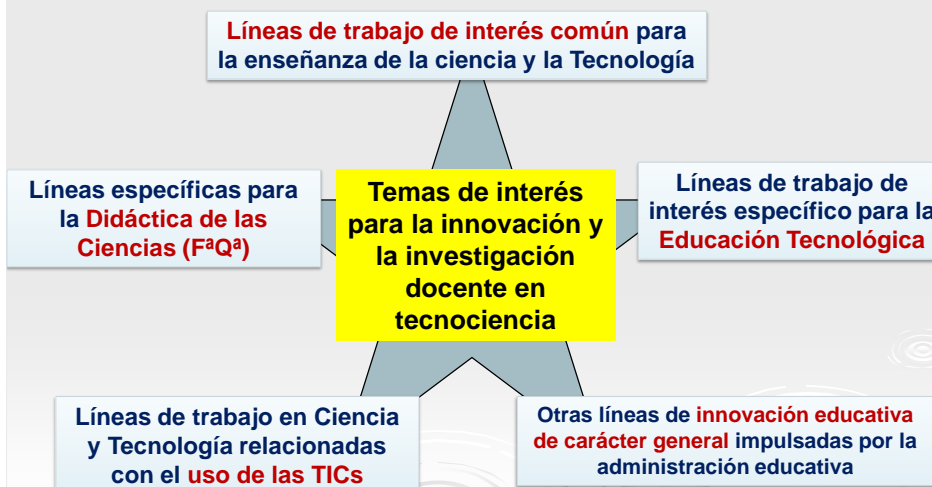 Líneas de trabajo de interés común para
la enseñanza de la ciencia y la Tecnología
Líneas específicas para
la Didáctica de las
Ciencias (FªQª)
Temas de interés
para la innovación y
la investigación
docente en
tecnociencia
Líneas de trabajo de
interés específico para la
Educación Tecnológica
Líneas de trabajo en Ciencia
y Tecnología relacionadas
con el uso de las TICs
Otras líneas de innovación educativa
de carácter general impulsadas por la
administración educativa